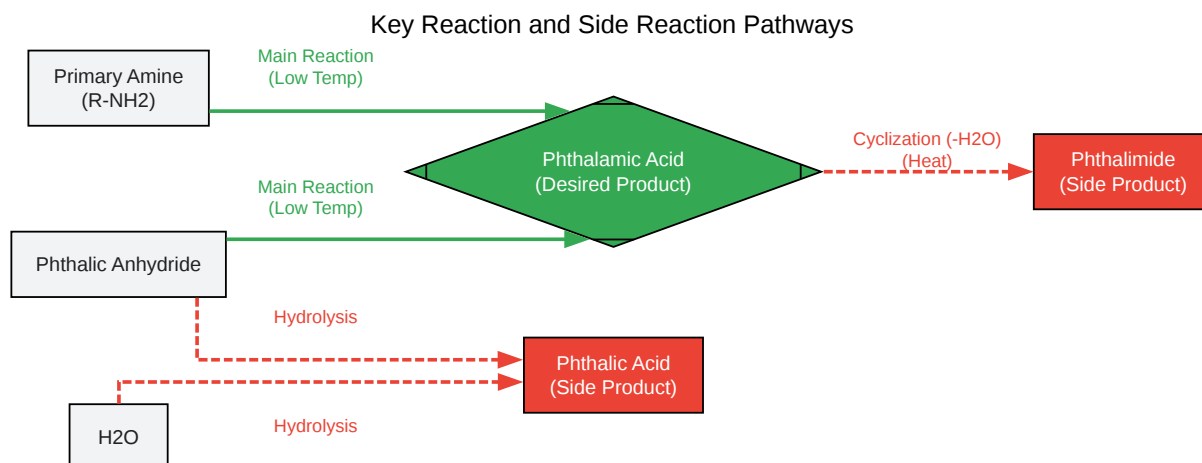 Key Reaction and Side Reaction Pathways
Primary Amine
(R-NH2)
Main Reaction
(Low Temp)
Phthalamic Acid
(Desired Product)
Cyclization (-H2O)
(Heat)
Phthalimide
(Side Product)
Main Reaction
(Low Temp)
Phthalic Anhydride
Hydrolysis
Phthalic Acid
(Side Product)
Hydrolysis
H2O